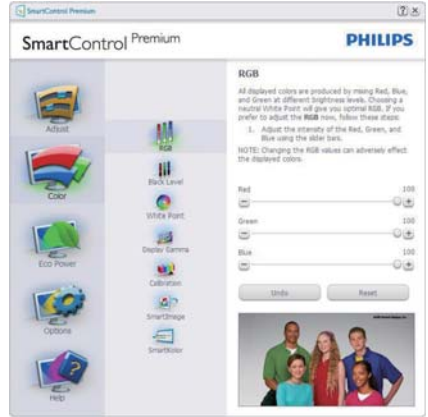 SmartControl Premium
SmartControl Premium
PHILIPS
Adjust
Color
Eco Power
Options
Help
RGB
Black Level
White Point
Display Gamma
Calibration
SmartImage
SmartKolor
RGB
All displayed colors are produced by mixing Red, Blue,
and Green at different brightness levels. Choosing a
neutral White Point will give you optimal RGB. If you
prefer to adjust the RGB now, follow these steps:
1. Adjust the intensity of the Red, Green, and
Blue using the slider bars.
NOTE: Changing the RGB values can adversely effect
the displayed colors.
Red 100
Green 100
Blue 100
Undo Reset